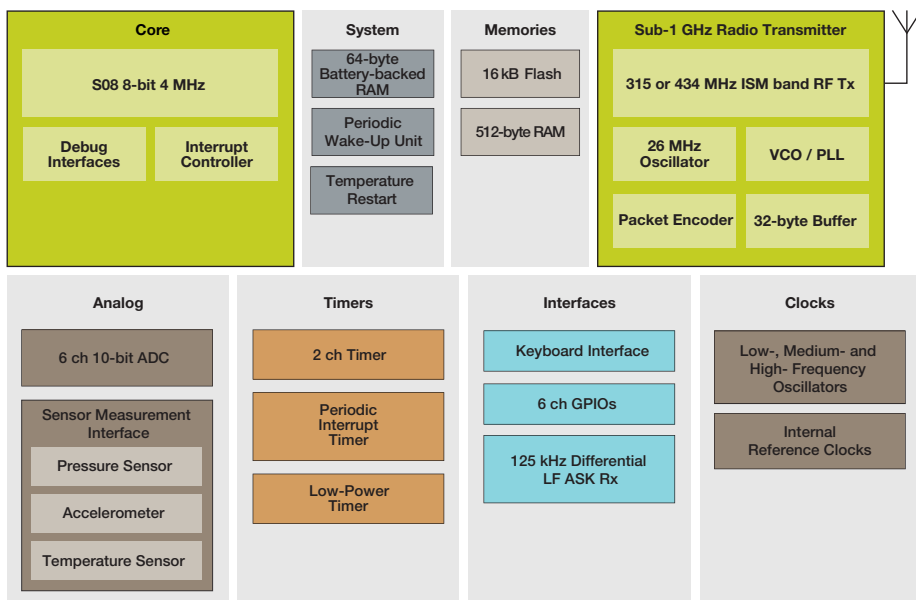 Core
S08 8-bit 4 MHz
Debug
Interfaces
Interrupt
Controller
System
64-byte
Battery-backed
RAM
Periodic
Wake-Up Unit
Temperature
Restart
Memories
16 kB Flash
512-byte RAM
Sub-1 GHz Radio Transmitter
315 or 434 MHz ISM band RF Tx
26 MHz
Oscillator
VCO / PLL
Packet Encoder
32-byte Buffer
Analog
6 ch 10-bit ADC
Sensor Measurement
Interface
Pressure Sensor
Accelerometer
Temperature Sensor
Timers
2 ch Timer
Periodic
Interrupt
Timer
Low-Power
Timer
Interfaces
Keyboard Interface
6 ch GPIOs
125 kHz Differential
LF ASK Rx
Clocks
Low-, Medium- and
High- Frequency
Oscillators
Internal
Reference Clocks